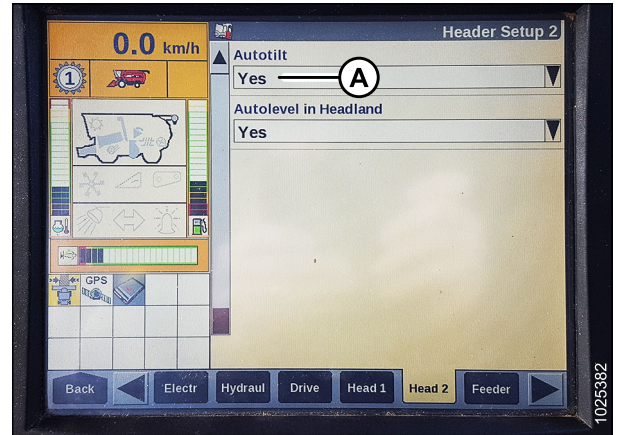 0.0 km/h
Header Setup 2
1
Autotilt
Yes
A
Autolevel in Headland
Yes
GPS
Back
Electr
Hydraul
Drive
Head 1
Head 2
Feeder
1025382